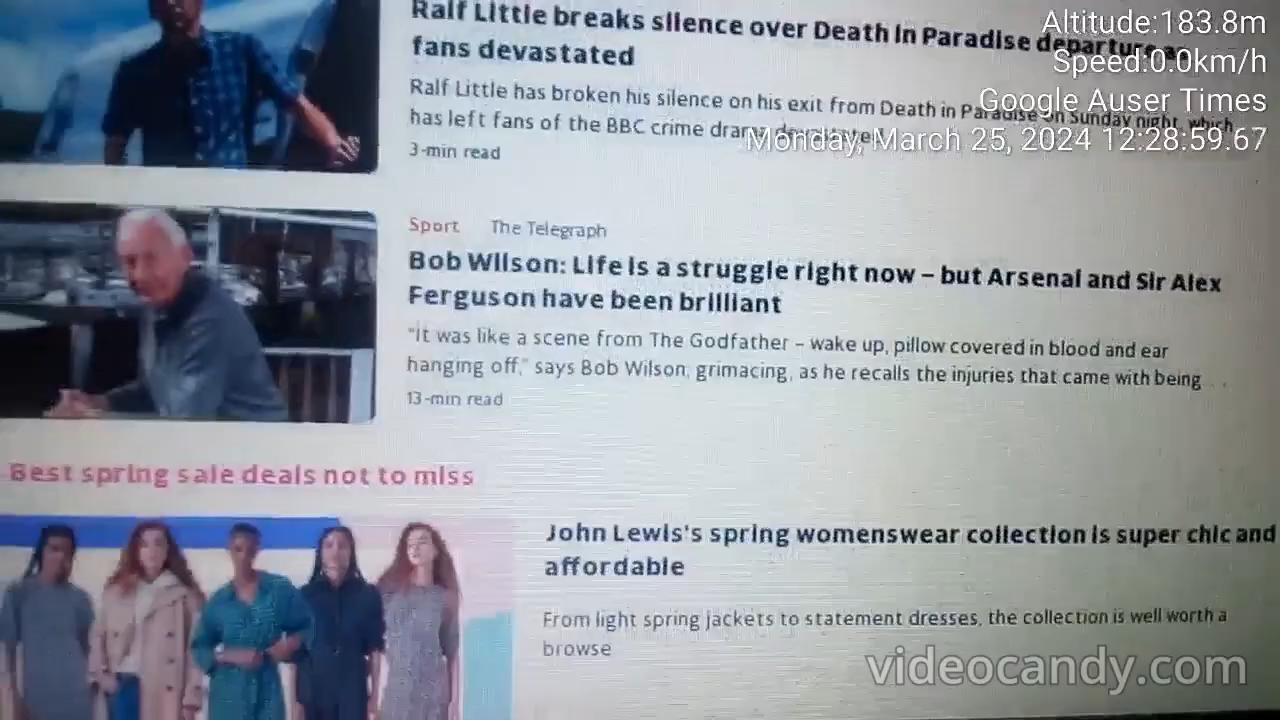 Ralf Little breaks silence over Death in Paradise departure as
fans devastated
Ralf Little has broken his silence on his exit from Death in Paradise on Sunday night, which
has left fans of the BBC crime drama devastated
3-min read
Altitude:183.8m
Speed:0.0km/h
Google Auser Times
Monday, March 25, 2024 12:28:59.67
Sport The Telegraph
Bob Wilson: Life is a struggle right now – but Arsenal and Sir Alex
Ferguson have been brilliant
“It was like a scene from The Godfather – wake up, pillow covered in blood and ear
hanging off,” says Bob Wilson, grimacing, as he recalls the injuries that came with being ...
13-min read
Best spring sale deals not to miss
John Lewis's spring womenswear collection is super chic and
affordable
From light spring jackets to statement dresses, the collection is well worth a
browse
videocandy.com